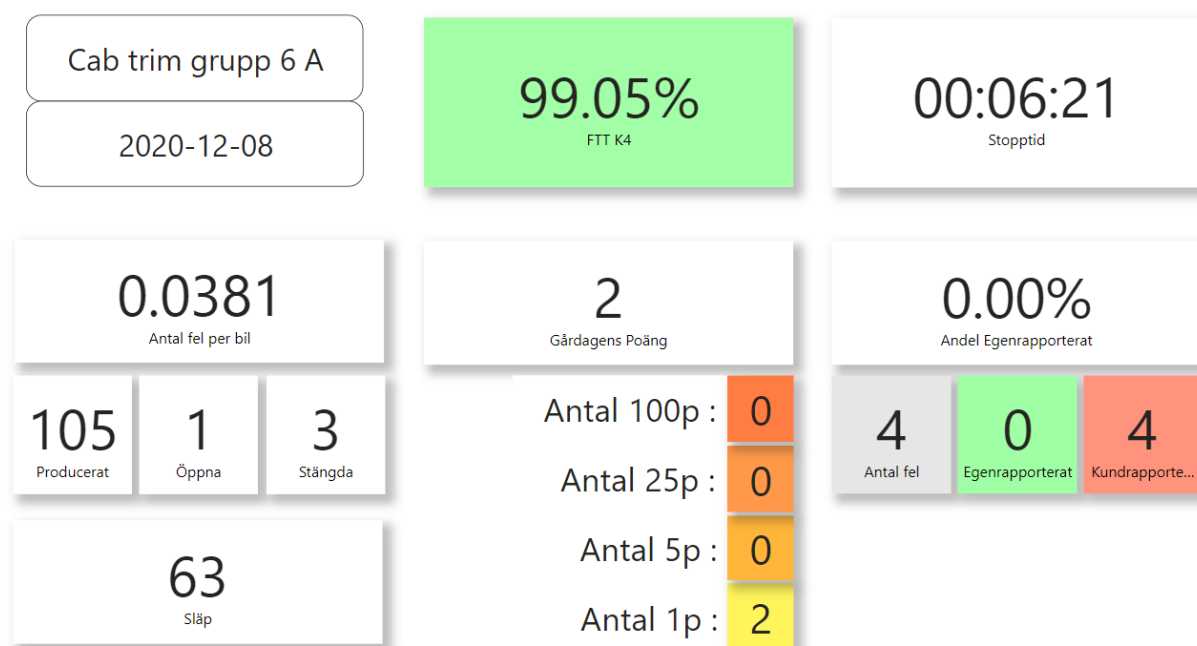 Cab trim grupp 6 A
2020-12-08
99.05%
FTT K4
00:06:21
Stopptid
0.0381
Antal fel per bil
105
Producerat
1
Öppna
3
Stängda
63
Släp
2
Gårdagens Poäng
Antal 100p : 0
Antal 25p : 0
Antal 5p : 0
Antal 1p : 2
0.00%
Andel Egenrapporterat
4
Antal fel
0
Egenrapporterat
4
Kundrapporte...